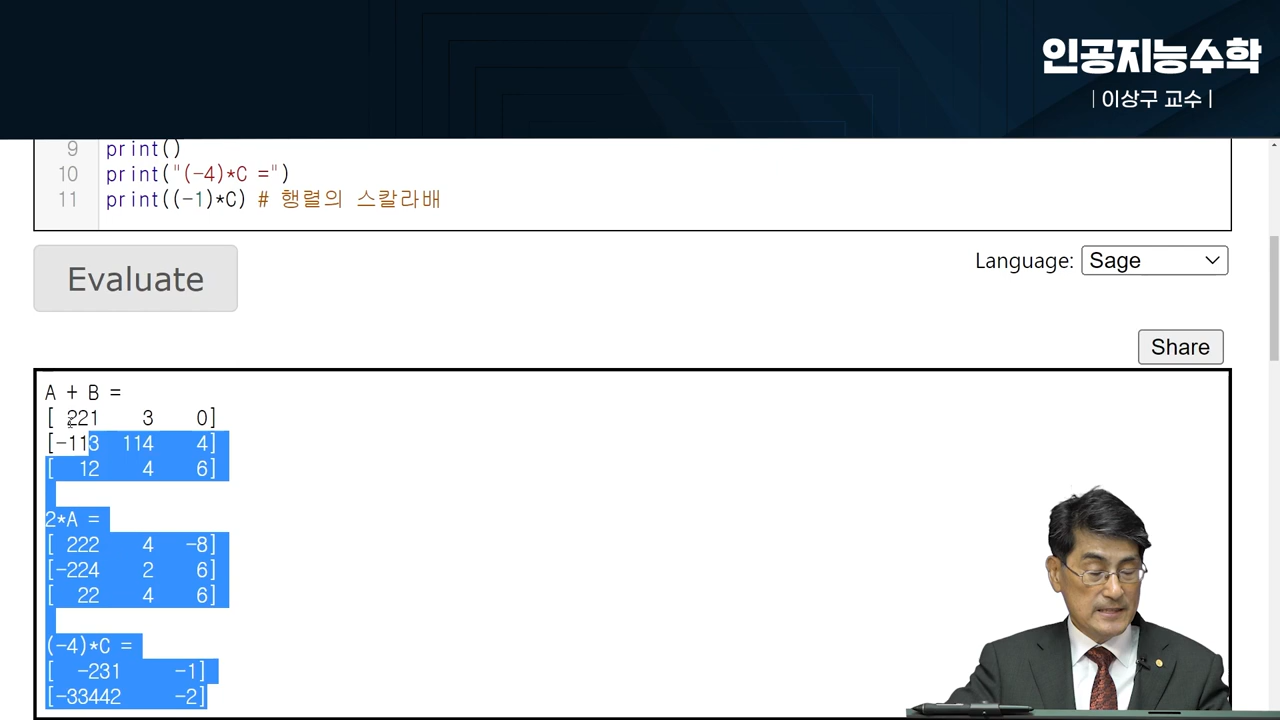 인공지능수학
| 이상구 교수 |
9 print()
10 print("(-4)*C =")
11 print((-1)*C) # 행렬의 스칼라배
Evaluate
Language: Sage
Share
A + B =
[ 221 3 0]
[-113 114 4]
[ 12 4 6]
2*A =
[ 222 4 -8]
[-224 2 6]
[ 22 4 6]
(-4)*C =
[ -231 -1]
[-33442 -2]